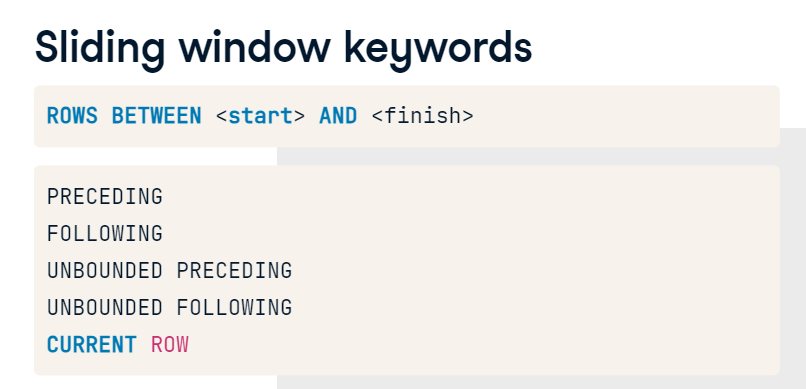 Sliding window keywords
ROWS BETWEEN <start> AND <finish>
PRECEDING
FOLLOWING
UNBOUNDED PRECEDING
UNBOUNDED FOLLOWING
CURRENT ROW